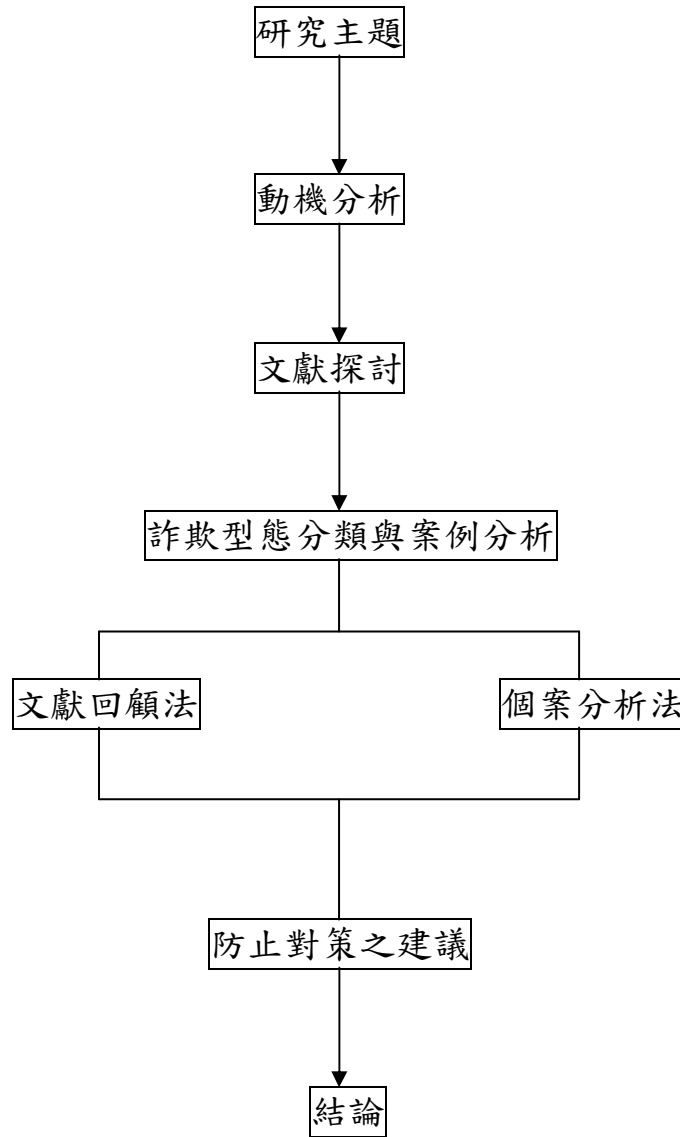 研究主題
動機分析
文獻探討
詐欺型態分類與案例分析
文獻回顧法
個案分析法
防止對策之建議
結論